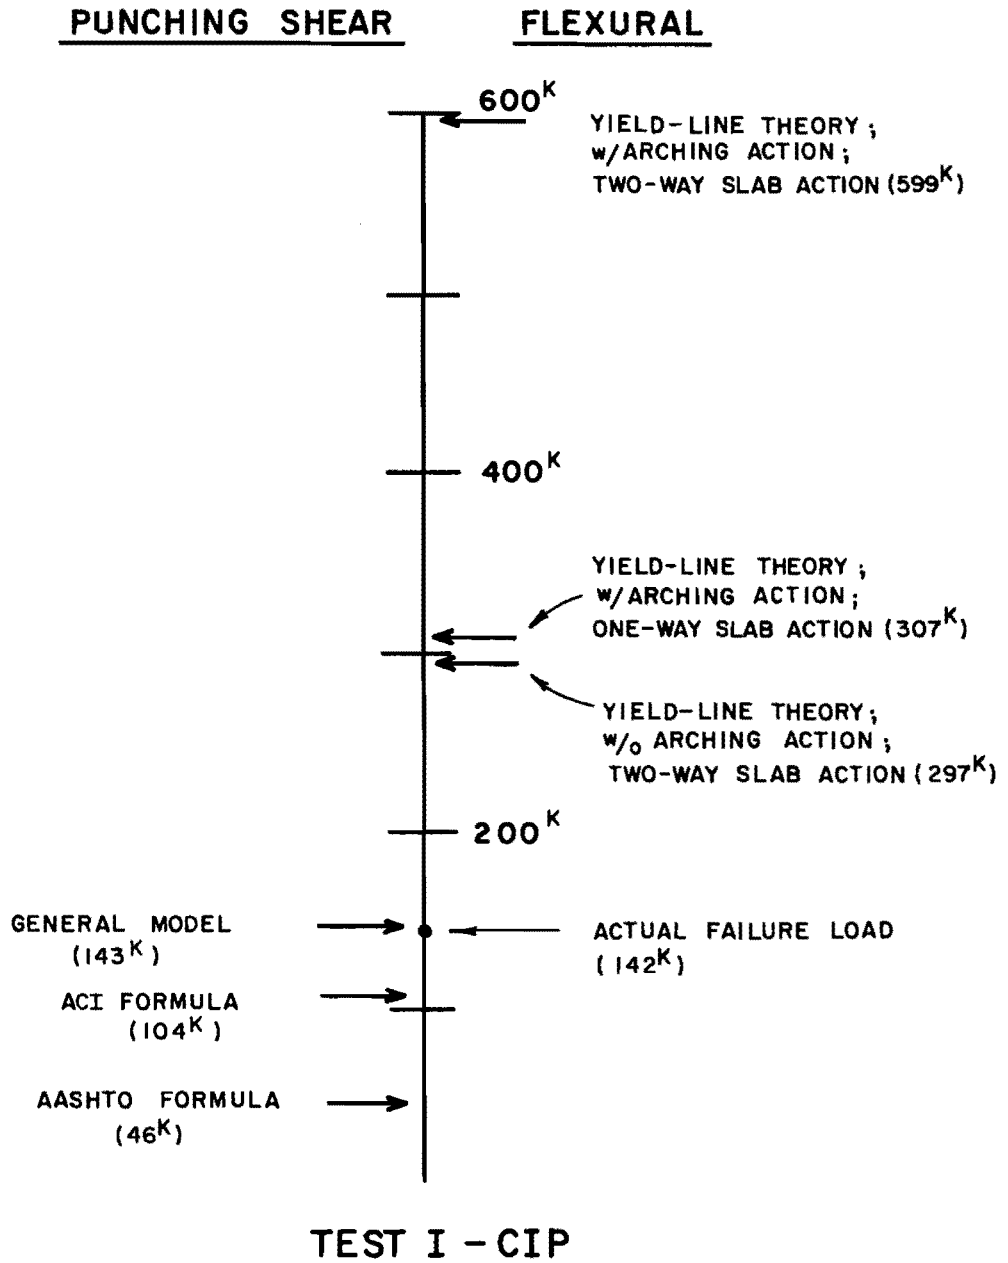 PUNCHING SHEAR
FLEXURAL
600K
YIELD-LINE THEORY;
w/ARCHING ACTION;
TWO-WAY SLAB ACTION (599K)
400K
YIELD-LINE THEORY;
w/ARCHING ACTION;
ONE-WAY SLAB ACTION (307K)
YIELD-LINE THEORY;
w/o ARCHING ACTION;
TWO-WAY SLAB ACTION (297K)
200K
GENERAL MODEL
(143K)
ACTUAL FAILURE LOAD
(142K)
ACI FORMULA
(104K)
AASHTO FORMULA
(46K)
TEST I - CIP